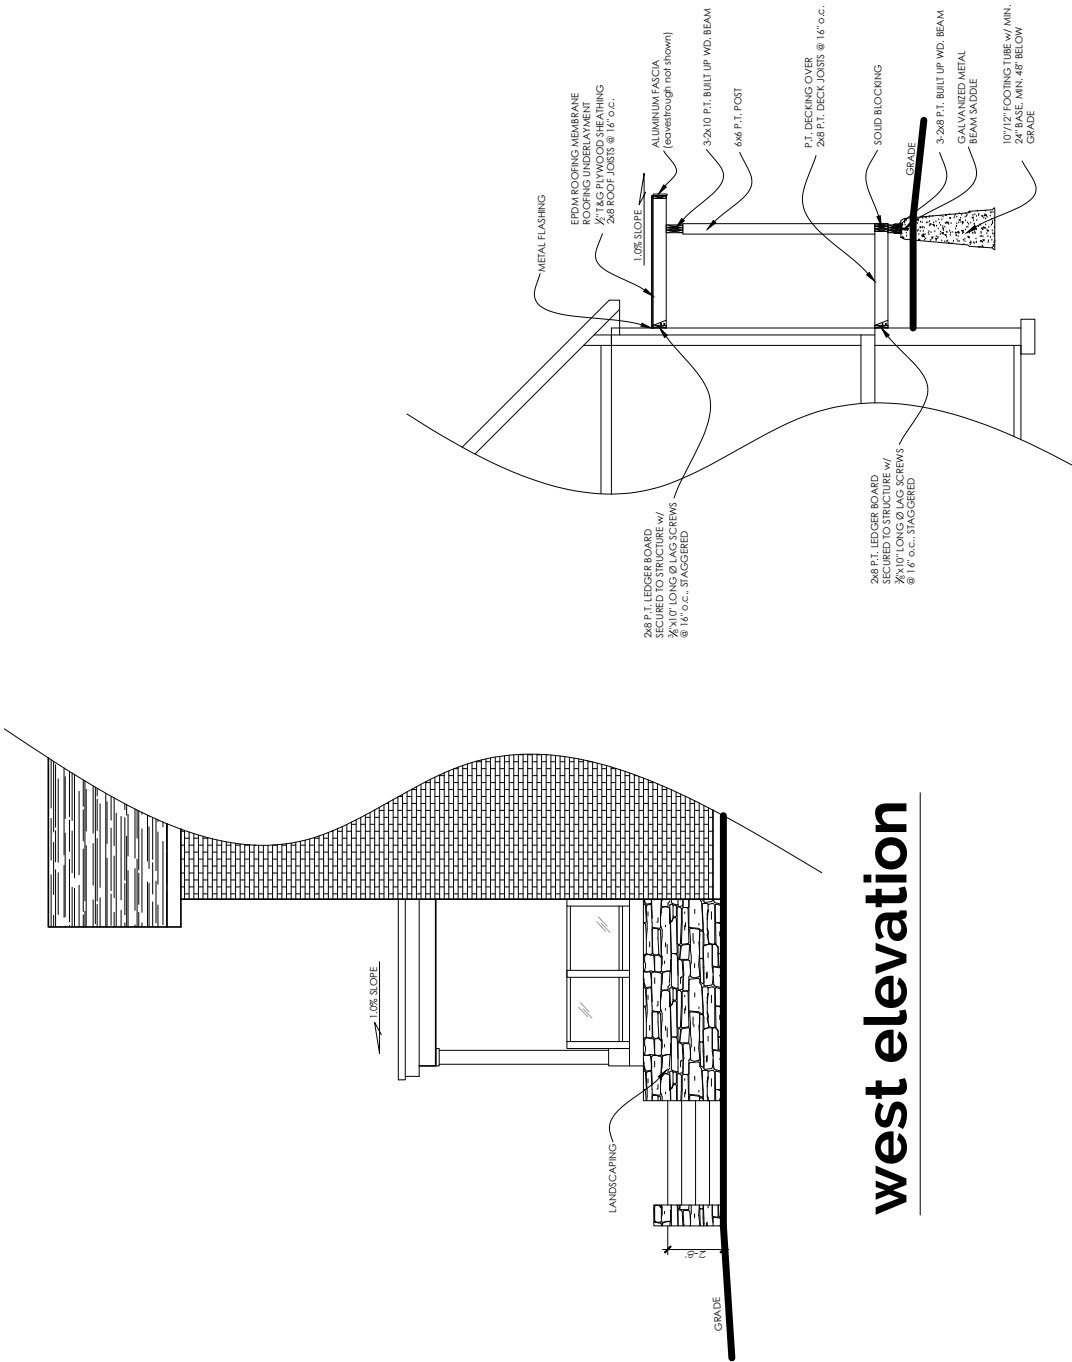 1.0% SLOPE
LANDSCAPING
2'-8"
GRADE
west elevation
METAL FLASHING
EPDM ROOFING MEMBRANE
ROOFING UNDERLAYMENT
½" T&G PLYWOOD SHEATHING
2x8 ROOF JOISTS @ 16" o.c.
1.0% SLOPE
ALUMINUM FASCIA
(eavestrough not shown)
3-2x10 P.T. BUILT UP WD. BEAM
6x6 P.T. POST
P.T. DECKING OVER
2x8 P.T. DECK JOISTS @ 16" o.c.
SOLID BLOCKING
GRADE
3-2x8 P.T. BUILT UP WD. BEAM
GALVANIZED METAL
BEAM SADDLE
10"/12" FOOTING TUBE w/ MIN.
24" BASE, MIN. 48" BELOW
GRADE
2x8 P.T. LEDGER BOARD
SECURED TO STRUCTURE w/
⅜"x10" LONG Ø LAG SCREWS
@ 16" o.c., STAGGERED
2x8 P.T. LEDGER BOARD
SECURED TO STRUCTURE w/
⅜"x10" LONG Ø LAG SCREWS
@ 16" o.c., STAGGERED